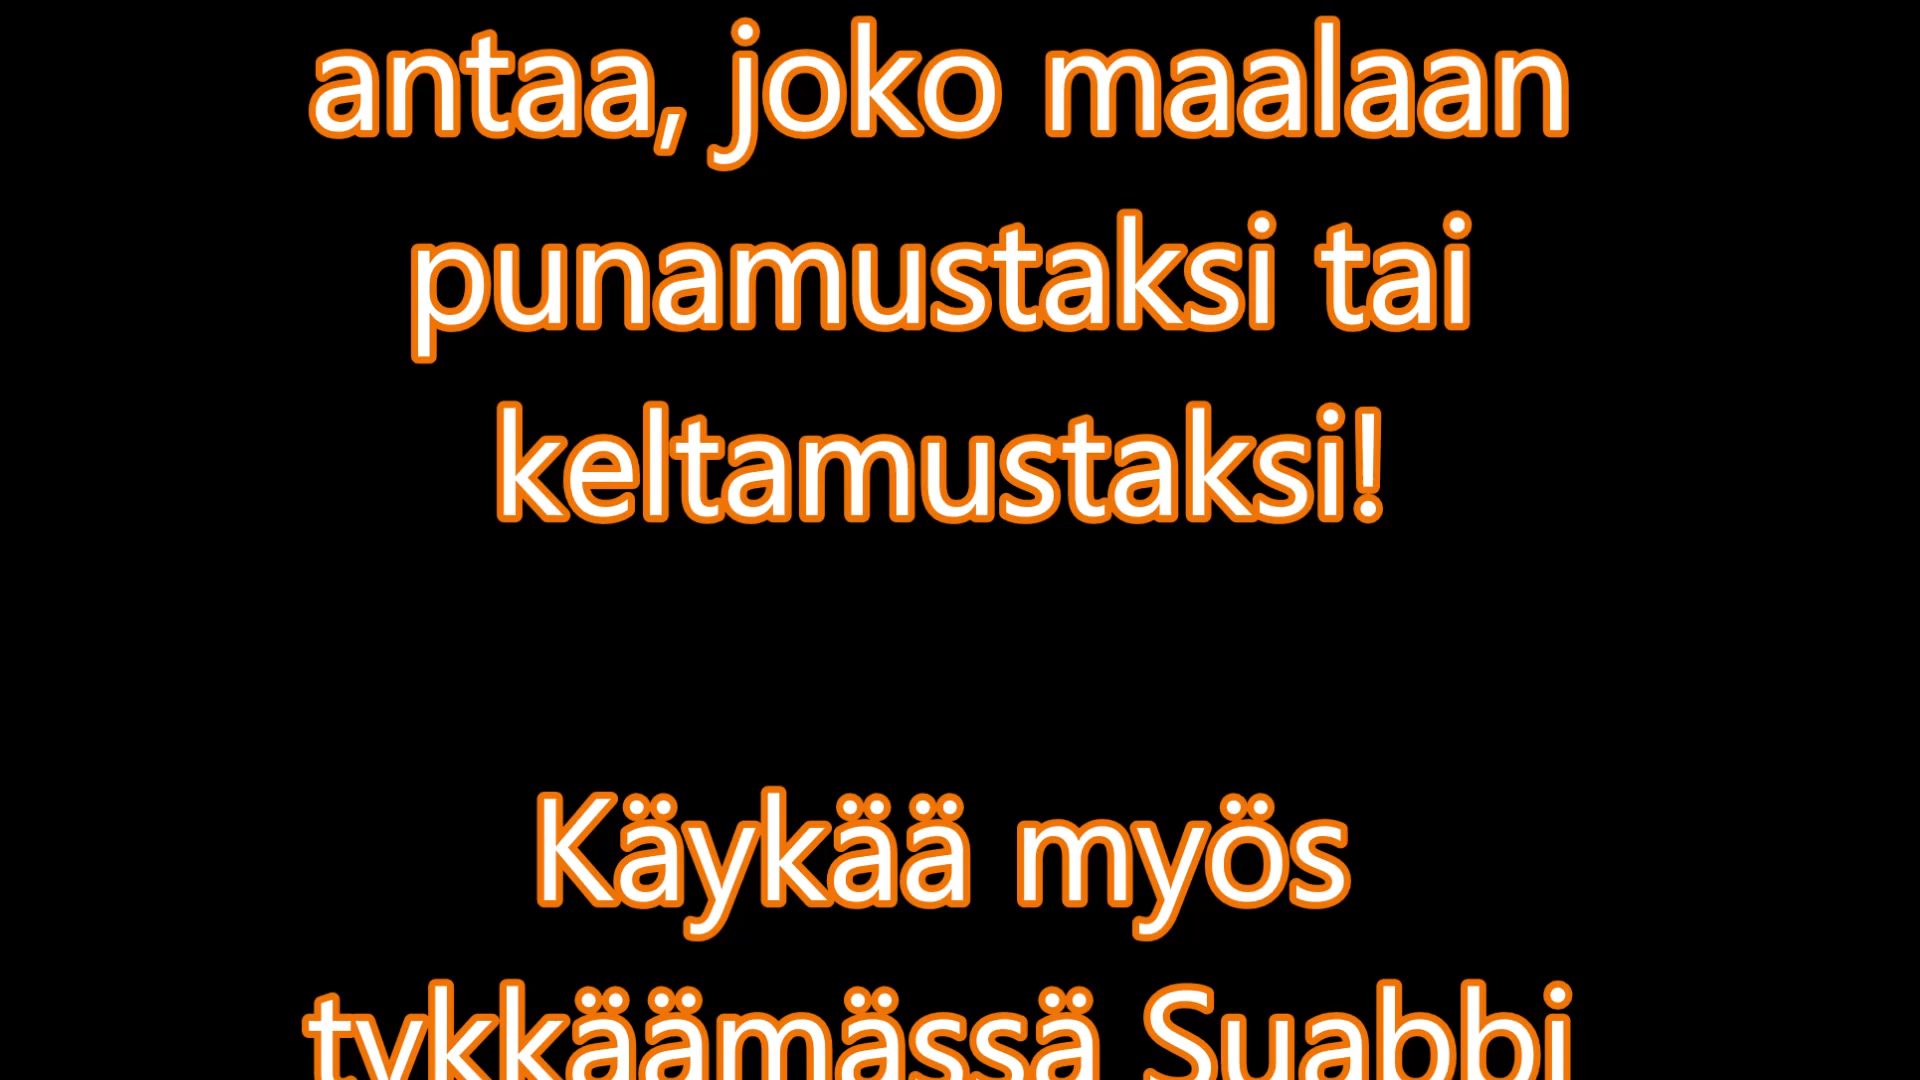 antaa, joko maalaan
punamustaksi tai
keltamustaksi!
Käykää myös
tykkäämässä Suabbi